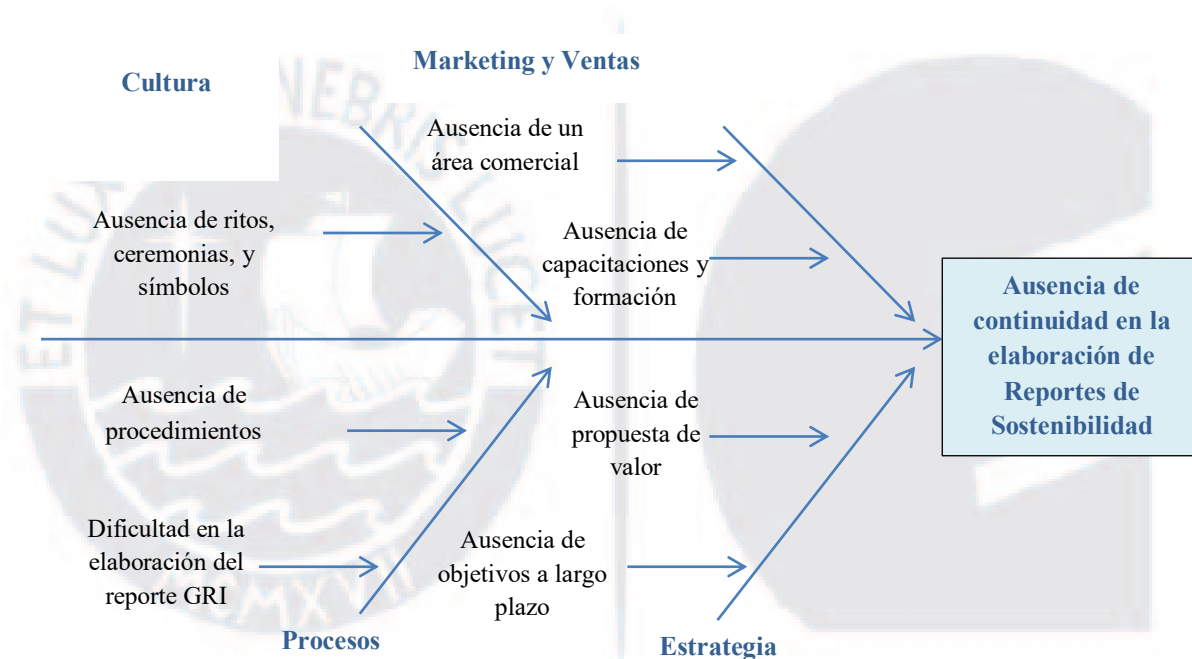 Cultura
Marketing y Ventas
Ausencia de un
área comercial
Ausencia de ritos,
ceremonias, y
símbolos
Ausencia de
capacitaciones y
formación
Ausencia de
continuidad en la
elaboración de
Reportes de
Sostenibilidad
Ausencia de
procedimientos
Ausencia de
propuesta de
valor
Dificultad en la
elaboración del
reporte GRI
Ausencia de
objetivos a largo
plazo
Procesos
Estrategia